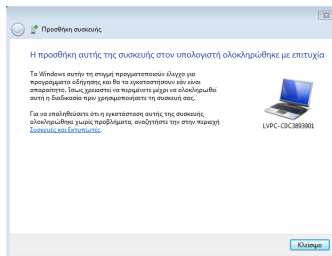 Προσθήκη συσκευής
Η προσθήκη αυτής της συσκευής στον υπολογιστή ολοκληρώθηκε με επιτυχία
Τα Windows αυτήν τη στιγμή πραγματοποιούν έλεγχο για
προγράμματα οδήγησης και θα τα εγκαταστήσουν εάν είναι
απαραίτητο. Ίσως χρειαστεί να περιμένετε μέχρι να ολοκληρωθεί
αυτή η διαδικασία πριν χρησιμοποιήσετε τη συσκευή σας.
Για να επαληθεύσετε ότι η εγκατάσταση αυτής της συσκευής
ολοκληρώθηκε χωρίς προβλήματα, αναζητήστε την στην περιοχή
Συσκευές και Εκτυπωτές.
LVPC-C0C3893901
Κλείσιμο